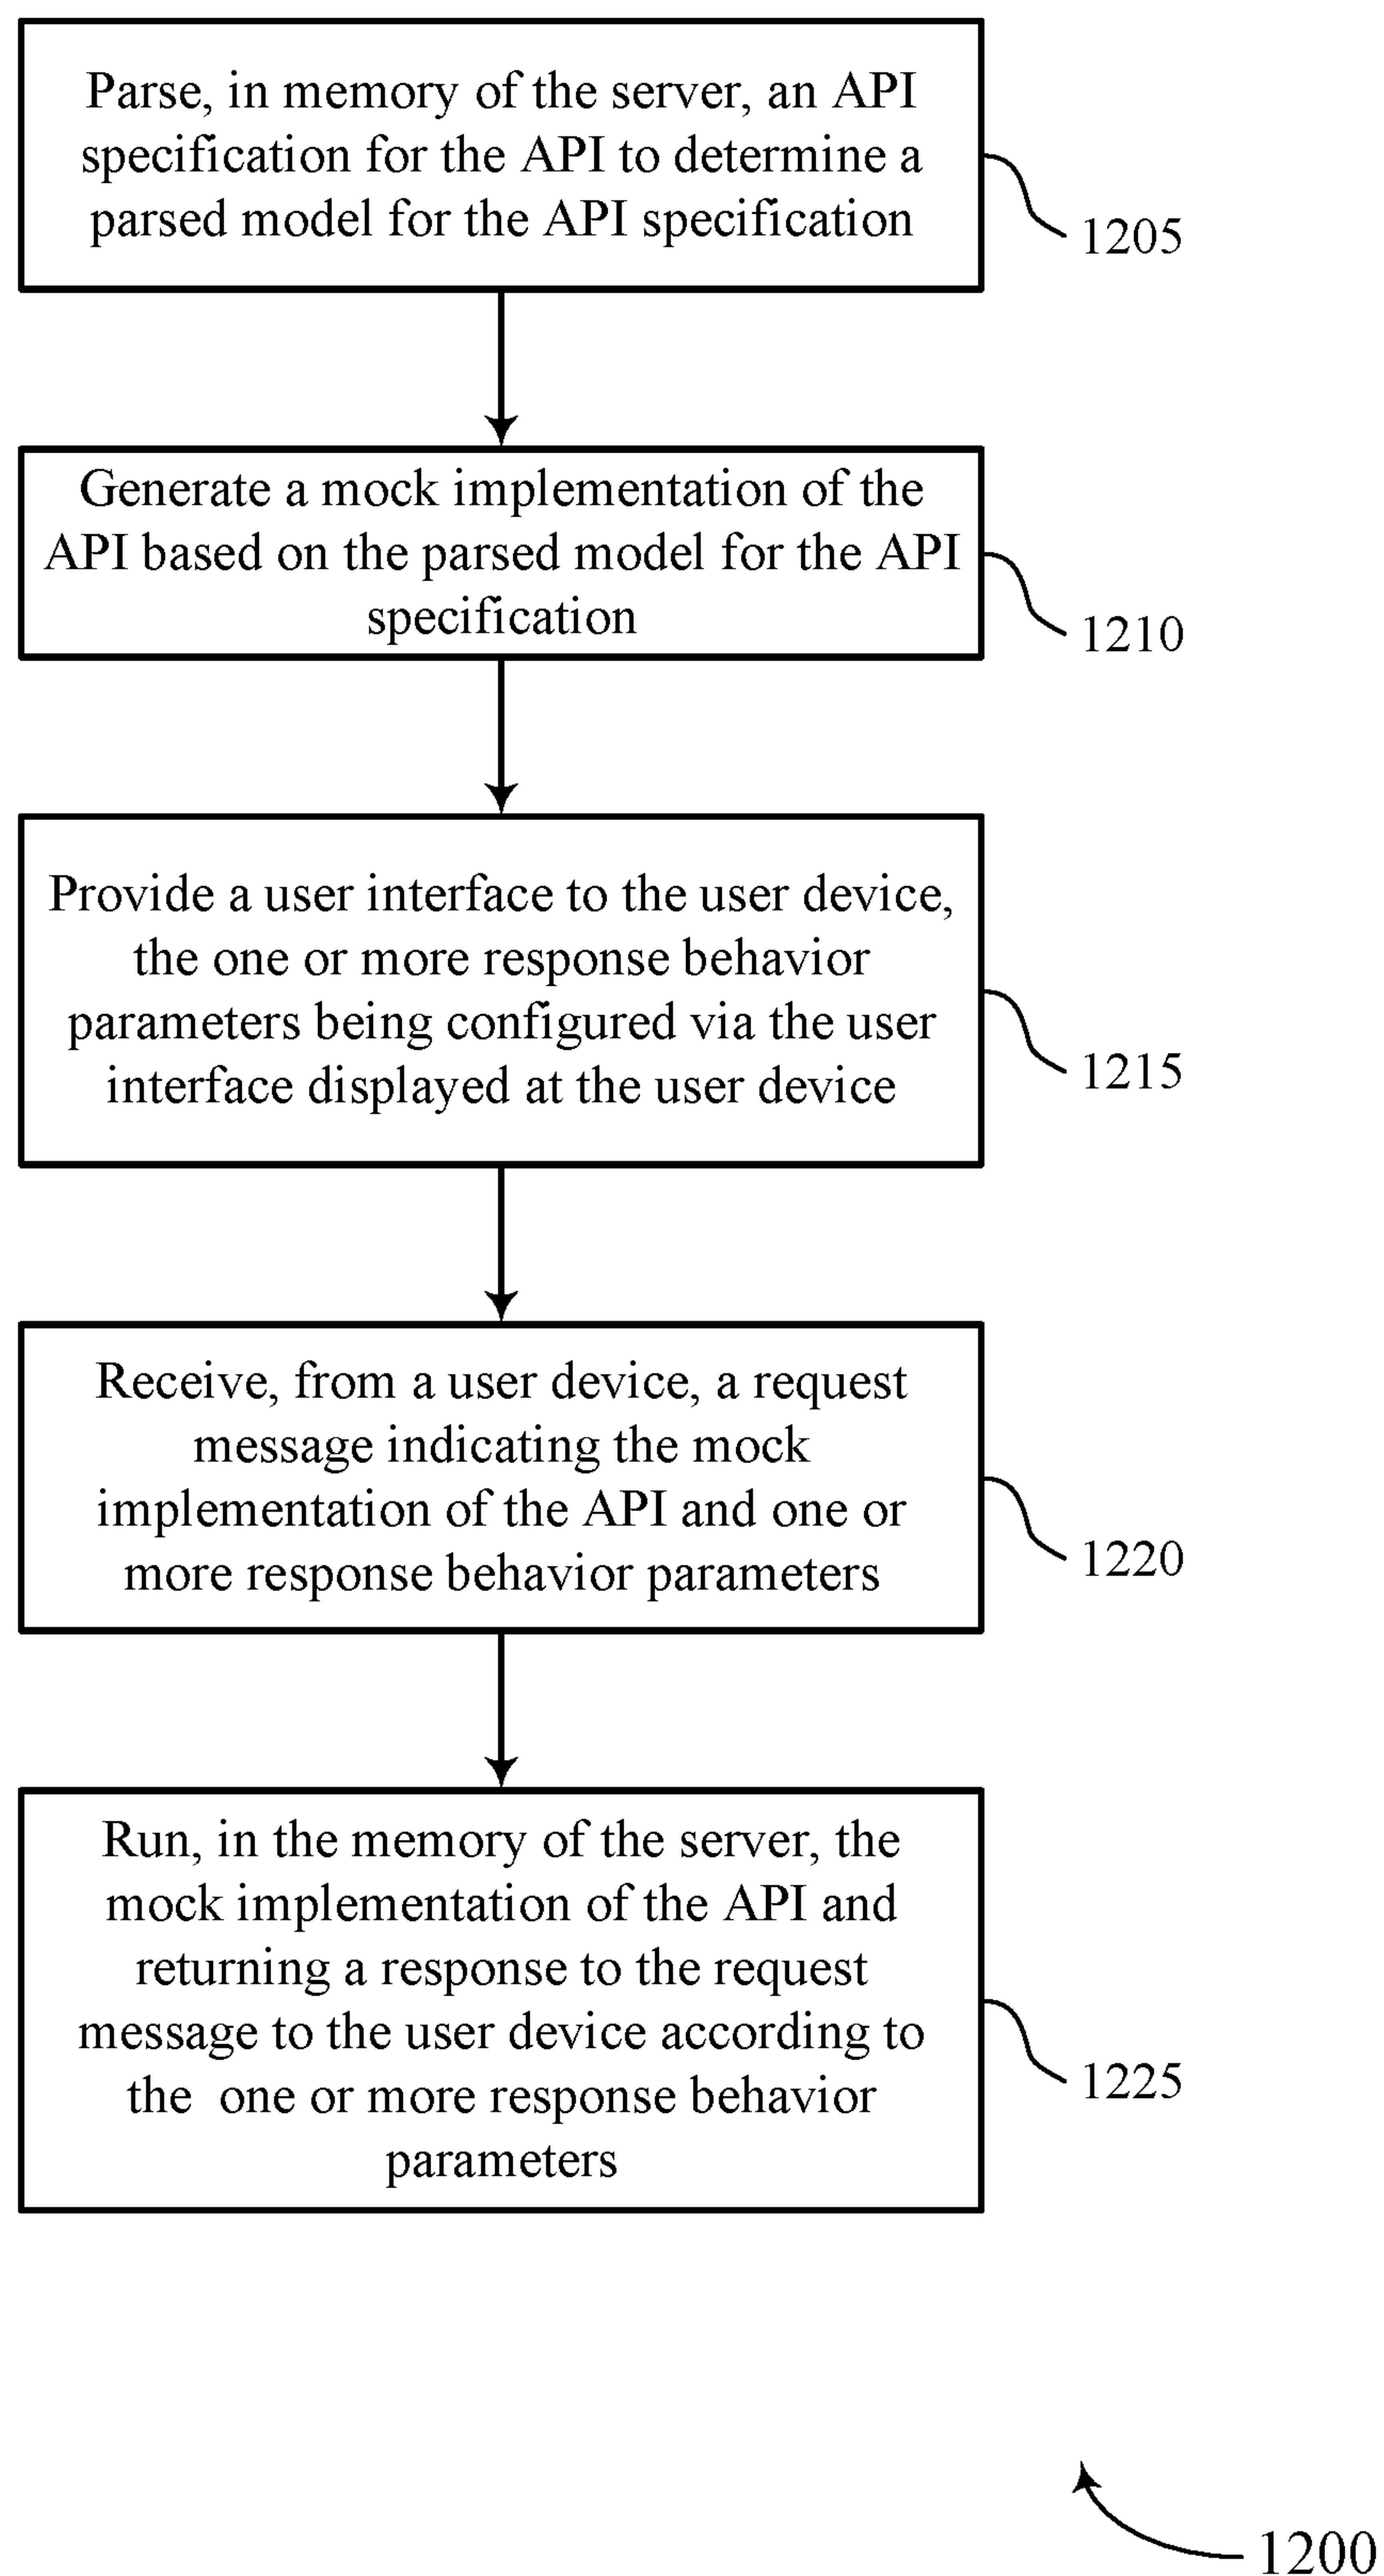 Parse, in memory of the server, an API
specification for the API to determine a
parsed model for the API specification
1205
Generate a mock implementation of the
API based on the parsed model for the API
specification
1210
Provide a user interface to the user device,
the one or more response behavior
parameters being configured via the user
interface displayed at the user device
1215
Receive, from a user device, a request
message indicating the mock
implementation of the API and one or
more response behavior parameters
1220
Run, in the memory of the server, the
mock implementation of the API and
returning a response to the request
message to the user device according to
the  one or more response behavior
parameters
1225
1200